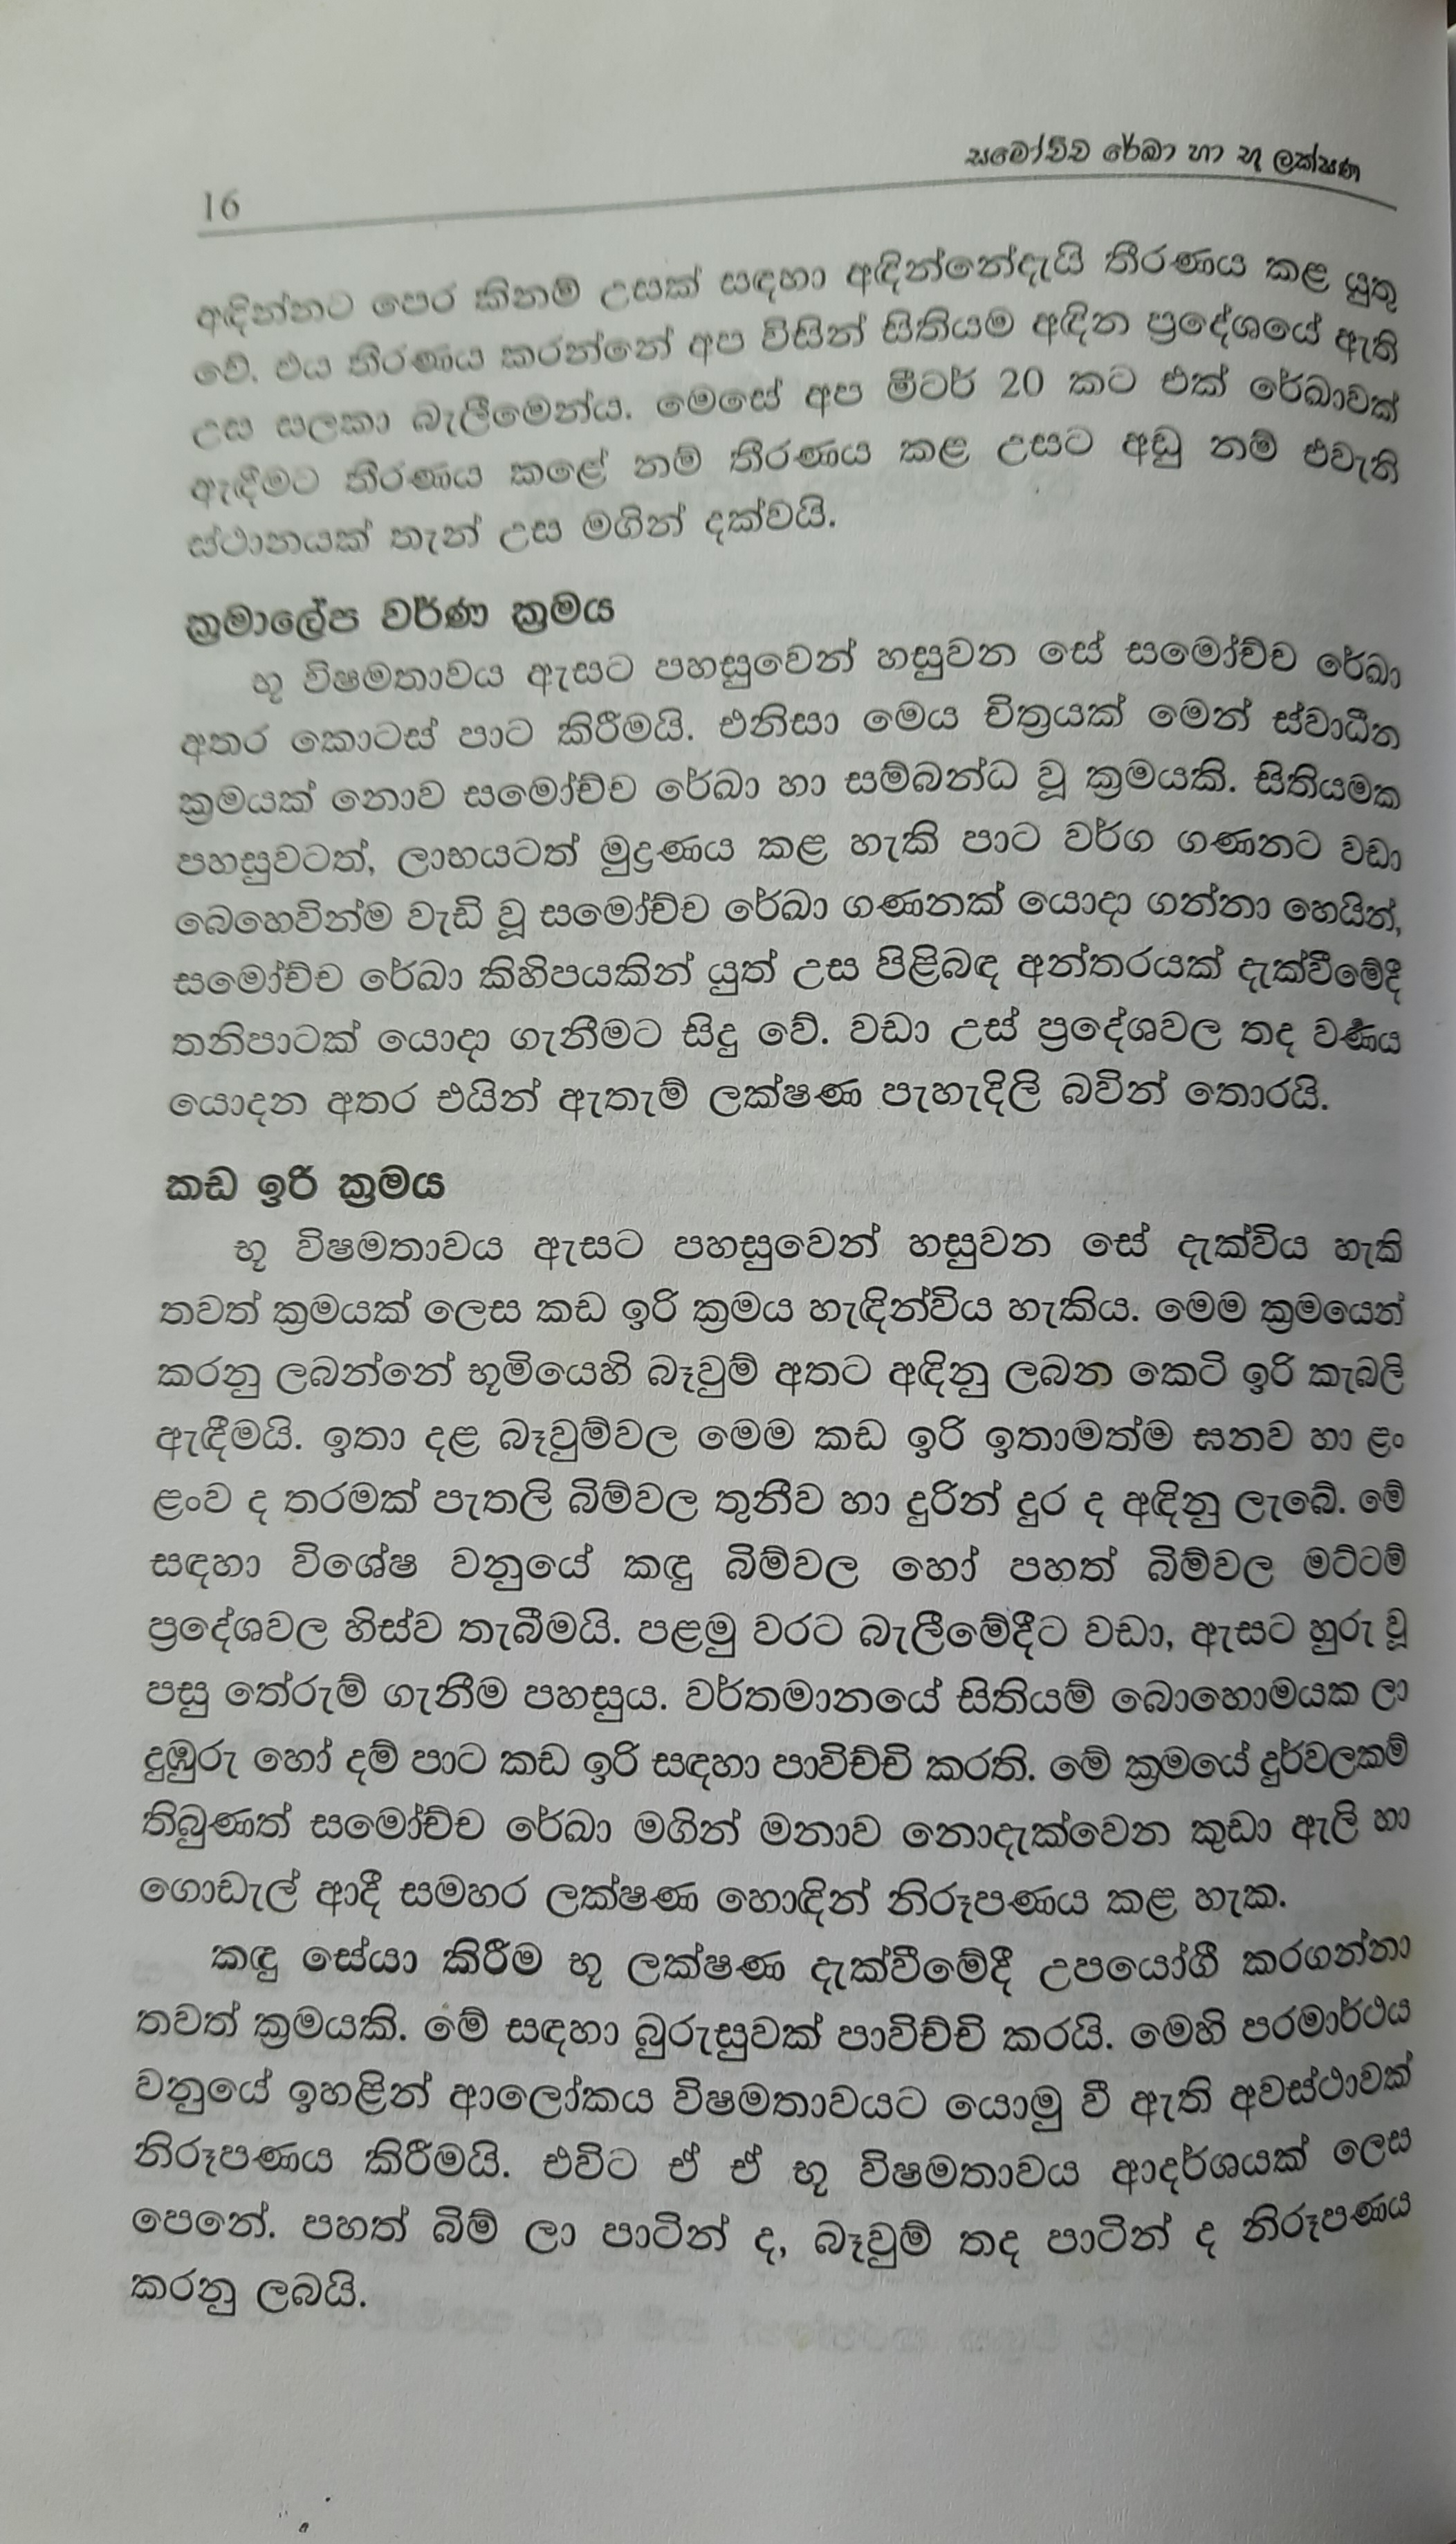 සමෝච්ච රේඛා හා භූ ලක්ෂණ
16
අඳින්නට පෙර කිනම් උසක් සඳහා අඳින්නේදැයි තීරණය කළ යුතු
වේ. එය තීරණය කරන්නේ අප විසින් සිතියම අඳින ප්‍රදේශයේ ඇති
උස සලකා බැලීමෙන්ය. මෙසේ අප මීටර් 20 කට එක් රේඛාවක්
ඇඳීමට තීරණය කළේ නම් තීරණය කළ උසට අඩු නම් එවැනි
ස්ථානයක් තැන් උස මගින් දක්වයි.
ක්‍රමාලේප වර්ණ ක්‍රමය
භූ විෂමතාවය ඇසට පහසුවෙන් හසුවන සේ සමෝච්ච රේඛා
අතර කොටස් පාට කිරීමයි. එනිසා මෙය චිත්‍රයක් මෙන් ස්වාධීන
ක්‍රමයක් නොව සමෝච්ච රේඛා හා සම්බන්ධ වූ ක්‍රමයකි. සිතියමක
පහසුවටත්, ලාභයටත් මුද්‍රණය කළ හැකි පාට වර්ග ගණනට වඩා
බෙහෙවින්ම වැඩි වූ සමෝච්ච රේඛා ගණනක් යොදා ගන්නා හෙයින්,
සමෝච්ච රේඛා කිහිපයකින් යුත් උස පිළිබඳ අන්තරයක් දැක්වීමේදී
තනිපාටක් යොදා ගැනීමට සිදු වේ. වඩා උස් ප්‍රදේශවල තද වර්‍ණය
යොදන අතර එයින් ඇතැම් ලක්ෂණ පැහැදිලි බවින් තොරයි.
කඩ ඉරි ක්‍රමය
භූ විෂමතාවය ඇසට පහසුවෙන් හසුවන සේ දැක්විය හැකි
තවත් ක්‍රමයක් ලෙස කඩ ඉරි ක්‍රමය හැඳින්විය හැකිය. මෙම ක්‍රමයෙන්
කරනු ලබන්නේ භූමියෙහි බෑවුම් අතට අඳිනු ලබන කෙටි ඉරි කැබලි
ඇඳීමයි. ඉතා දළ බෑවුම්වල මෙම කඩ ඉරි ඉතාමත්ම ඝනව හා ළං
ළංව ද තරමක් පැතලි බිම්වල තුනීව හා දුරින් දුර ද අඳිනු ලැබේ. මේ
සඳහා විශේෂ වනුයේ කඳු බිම්වල හෝ පහත් බිම්වල මට්ටම්
ප්‍රදේශවල හිස්ව තැබීමයි. පළමු වරට බැලීමේදීට වඩා, ඇසට හුරු වූ
පසු තේරුම් ගැනීම පහසුය. වර්තමානයේ සිතියම් බොහොමයක ලා
දුඹුරු හෝ දම් පාට කඩ ඉරි සඳහා පාවිච්චි කරති. මේ ක්‍රමයේ දුර්වලකම්
තිබුණත් සමෝච්ච රේඛා මගින් මනාව නොදැක්වෙන කුඩා ඇලි හා
ගොඩැල් ආදී සමහර ලක්ෂණ හොඳින් නිරූපණය කළ හැක.
කඳු සේයා කිරීම භූ ලක්ෂණ දැක්වීමේදී උපයෝගී කරගන්නා
තවත් ක්‍රමයකි. මේ සඳහා බුරුසුවක් පාවිච්චි කරයි. මෙහි පරමාර්ථය
වනුයේ ඉහළින් ආලෝකය විෂමතාවයට යොමු වී ඇති අවස්ථාවක්
නිරූපණය කිරීමයි. එවිට ඒ ඒ භූ විෂමතාවය ආදර්ශයක් ලෙස
පෙනේ. පහත් බිම් ලා පාටින් ද, බෑවුම් තද පාටින් ද නිරූපණය
කරනු ලබයි.